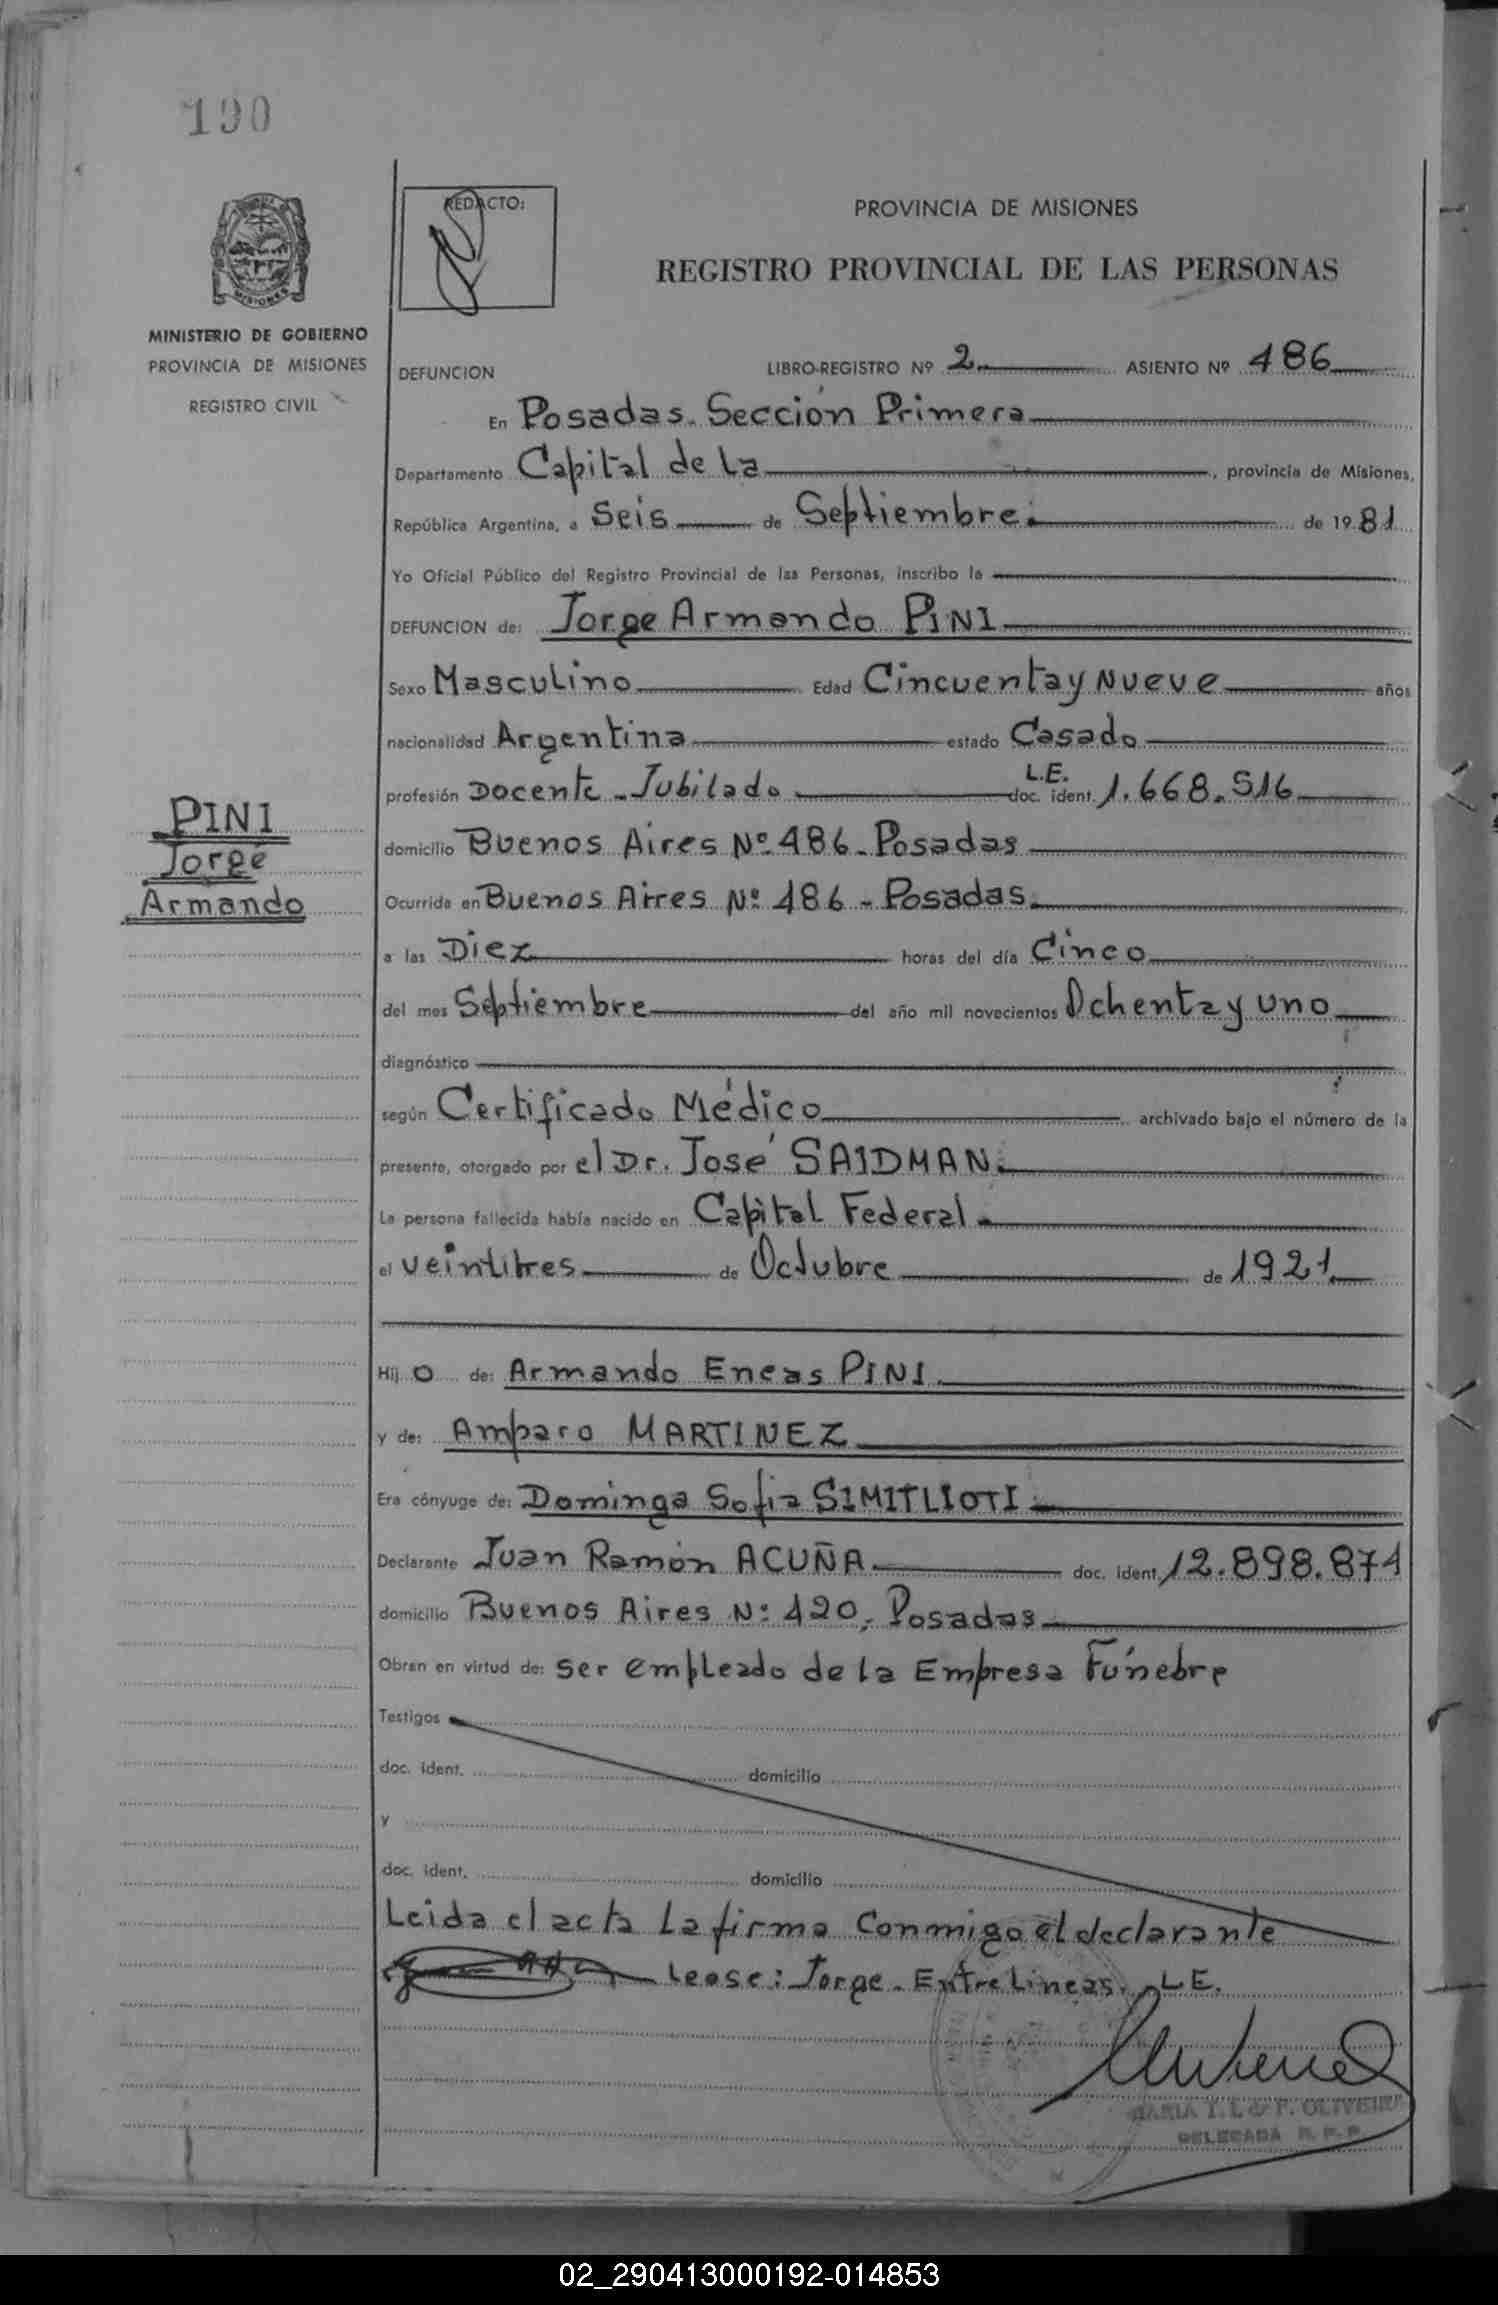 190
REDACTO:
PROVINCIA DE MISIONES
REGISTRO PROVINCIAL DE LAS PERSONAS
MISIONES
MINISTERIO DE GOBIERNO
PROVINCIA DE MISIONES
REGISTRO CIVIL
DEFUNCION LIBRO-REGISTRO Nº 2 ASIENTO Nº 486
En Posadas. Sección Primera
Departamento Capital de La, provincia de Misiones,
República Argentina, a Seis de Septiembre. de 1981
Yo Oficial Público del Registro Provincial de las Personas, inscribo la
DEFUNCION de: Jorge Armando PINI
Sexo Masculino Edad Cincuenta y Nueve años
nacionalidad Argentina estado Casado
L.E.
profesión Docente - Jubilado doc. ident. 1.668.516
domicilio Buenos Aires Nº 486 - Posadas
Ocurrida en Buenos Aires Nº 486 - Posadas.
a las Diez horas del día Cinco
del mes Septiembre del año mil novecientos Ochenta y uno
diagnóstico
según Certificado Médico archivado bajo el número de la
presente, otorgado por el Dr. José SAIDMAN.
La persona fallecida había nacido en Capital Federal.
el veintitres de Octubre de 1921
PINI
Jorge
Armando
Hij o de: Armando Eneas PINI
y de: Amparo MARTINEZ
Era cónyuge de: Dominga Sofia SIMITLIOTI
Declarante Juan Ramón ACUÑA doc. ident. 12.898.871
domicilio Buenos Aires Nº 420, Posadas
Obran en virtud de: ser empleado de la Empresa Fúnebre
Testigos
doc. ident. domicilio
y
doc. ident. domicilio
Leida el acta la firma Conmigo el declarante
Lease: Jorge - Entre Lineas: L.E.
MARIA T. I. de F. OLIVEIRA
DELEGADA R. P. P.
02_290413000192-014853